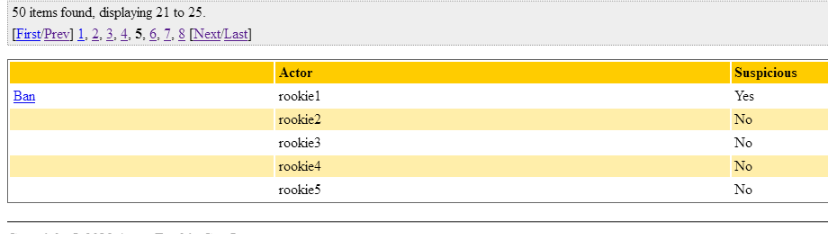 50 items found, displaying 21 to 25.
[First/Prev] 1, 2, 3, 4, 5, 6, 7, 8 [Next/Last]
Actor Suspicious
Ban rookie1 Yes
rookie2 No
rookie3 No
rookie4 No
rookie5 No